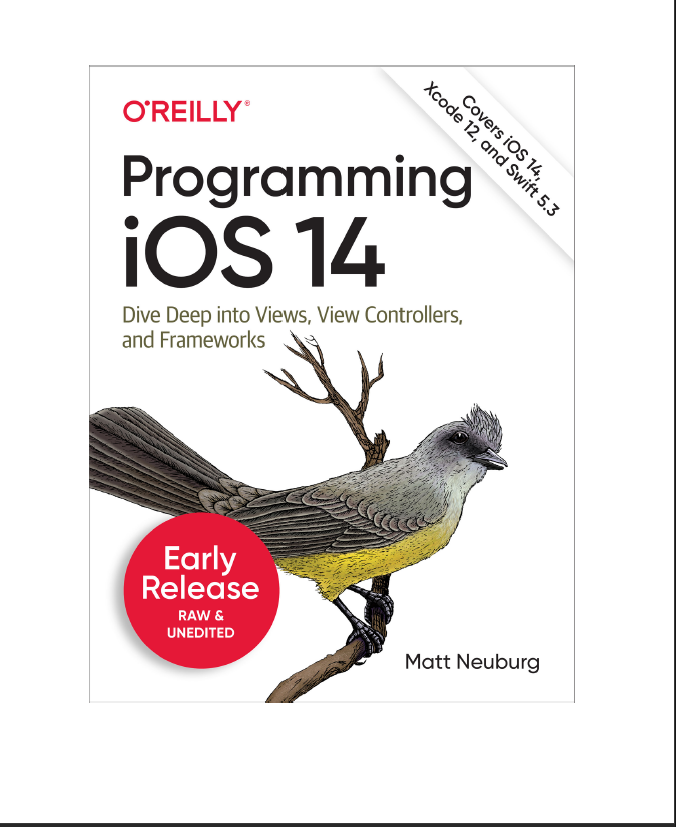 O'REILLY®
Covers iOS 14,
Xcode 12, and Swift 5.3
Programming
iOS 14
Dive Deep into Views, View Controllers,
and Frameworks
Early
Release
RAW &
UNEDITED
Matt Neuburg